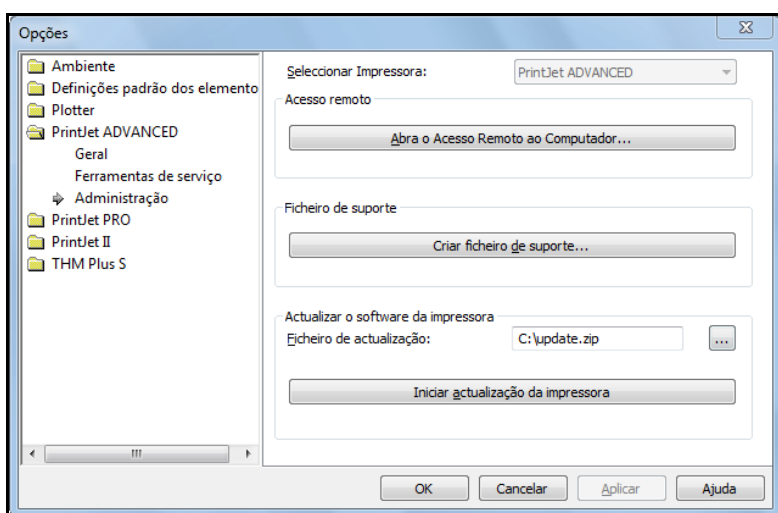 Opções
Ambiente
Definições padrão dos elemento
Plotter
PrintJet ADVANCED
Geral
Ferramentas de serviço
Administração
PrintJet PRO
PrintJet II
THM Plus S
Seleccionar Impressora: PrintJet ADVANCED
Acesso remoto
Abra o Acesso Remoto ao Computador...
Ficheiro de suporte
Criar ficheiro de suporte...
Actualizar o software da impressora
Ficheiro de actualização: C:\update.zip ...
Iniciar actualização da impressora
OK Cancelar Aplicar Ajuda